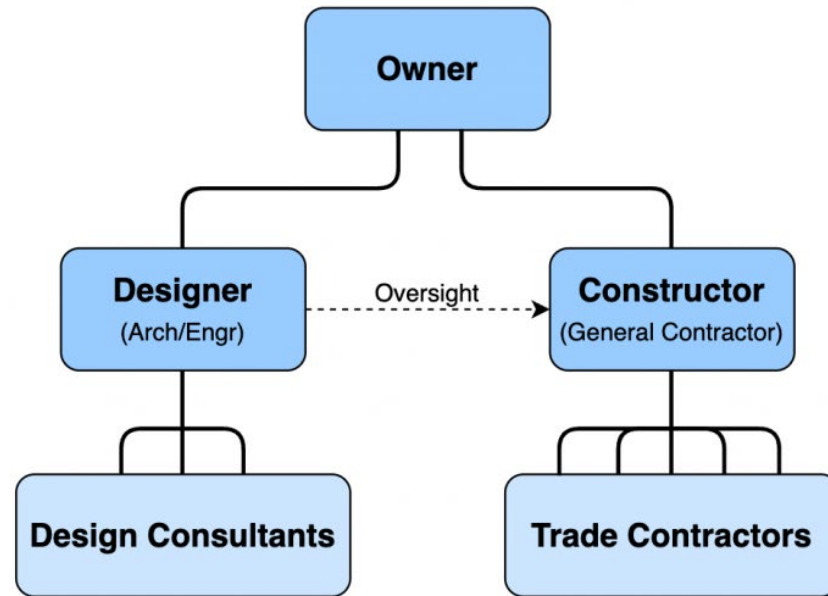 Owner
Designer
(Arch/Engr)
Oversight
Constructor
(General Contractor)
Design Consultants
Trade Contractors